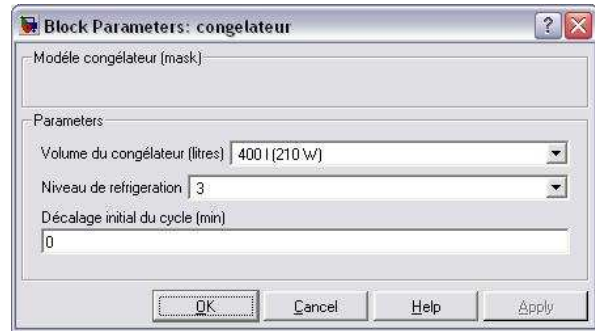 Block Parameters: congelateur
Modéle congélateur (mask)
Parameters
Volume du congélateur (litres) 400 l (210 W)
Niveau de refrigeration 3
Décalage initial du cycle (min)
0
OK Cancel Help Apply